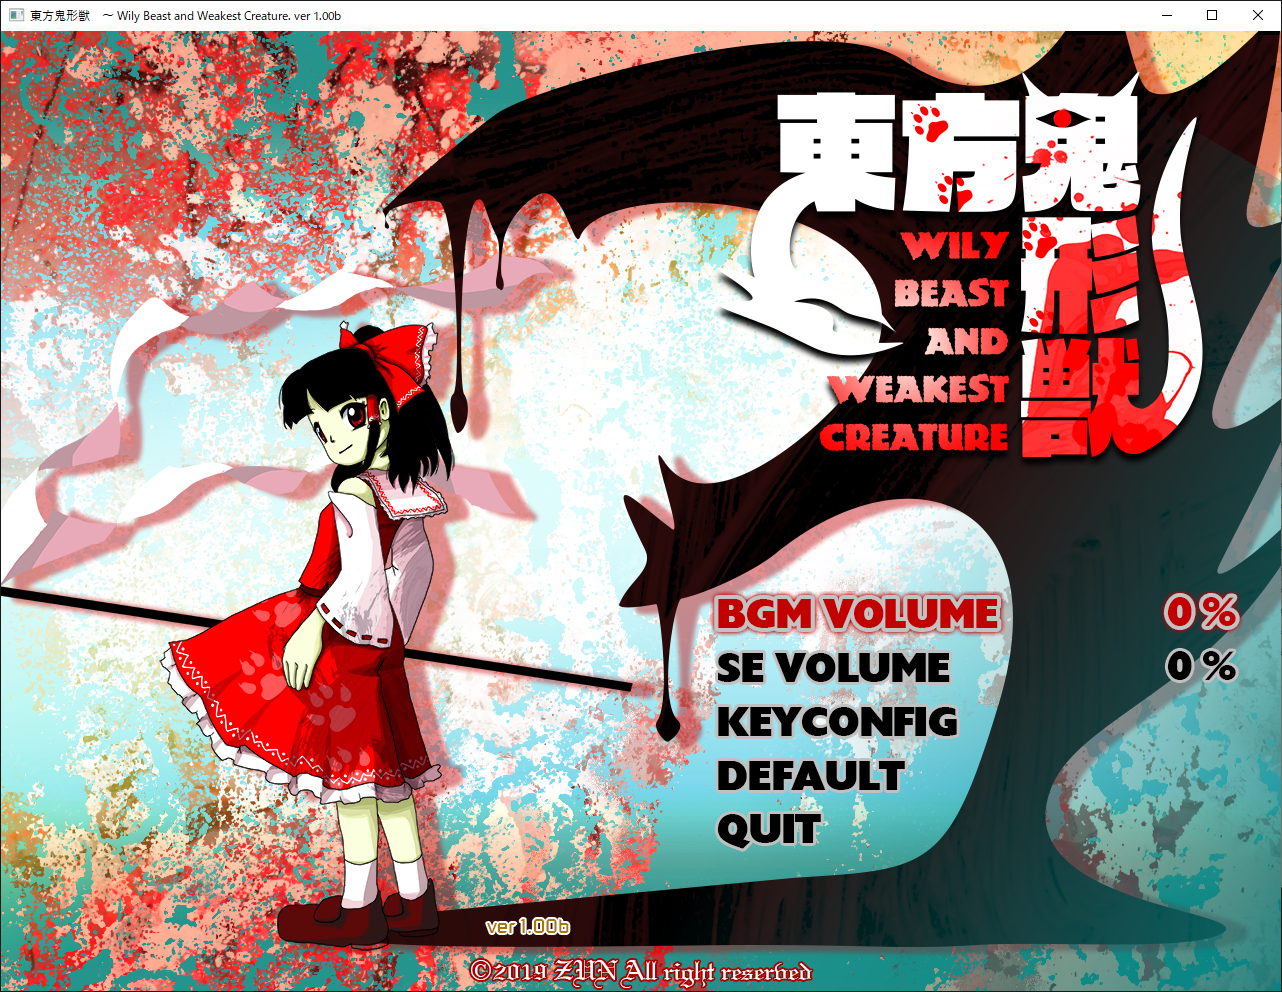 東方鬼形獣　～ Wily Beast and Weakest Creature. ver 1.00b
東方鬼形獣
WILY
BEAST
AND
WEAKEST
CREATURE
BGM VOLUME 0%
SE VOLUME 0%
KEYCONFIG
DEFAULT
QUIT
ver 1.00b
©2019 ZUN All right reserved